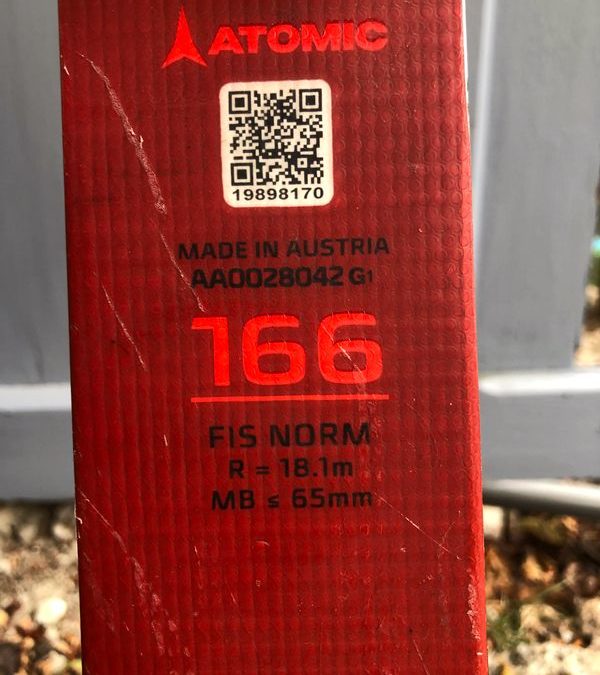 ATOMIC
19898170
MADE IN AUSTRIA
AA0028042 G1
166
FIS NORM
R = 18.1m
MB ≤ 65mm